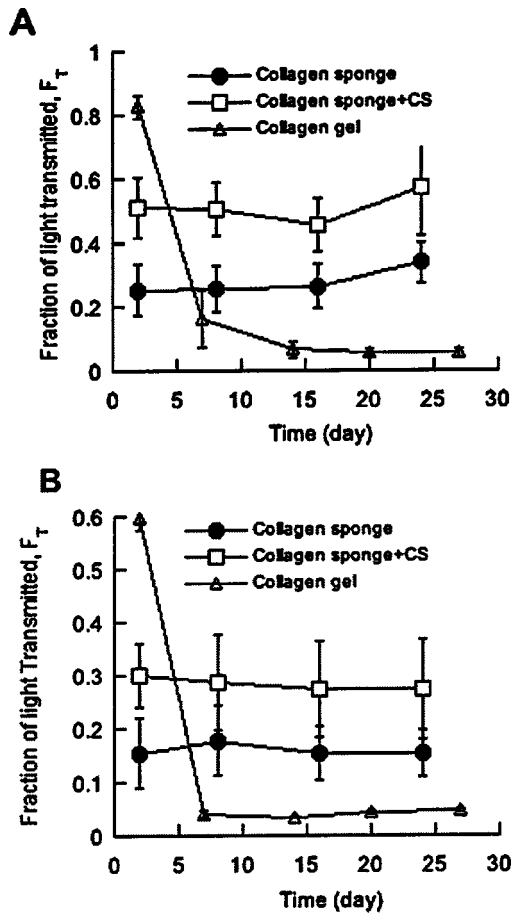 A
Collagen sponge
Collagen sponge+CS
Collagen gel
Fraction of light transmitted, F_T
1
0.8
0.6
0.4
0.2
0
0 5 10 15 20 25 30
Time (day)
B
Collagen sponge
Collagen sponge+CS
Collagen gel
Fraction of light Transmitted, F_T
0.6
0.5
0.4
0.3
0.2
0.1
0
0 5 10 15 20 25 30
Time (day)